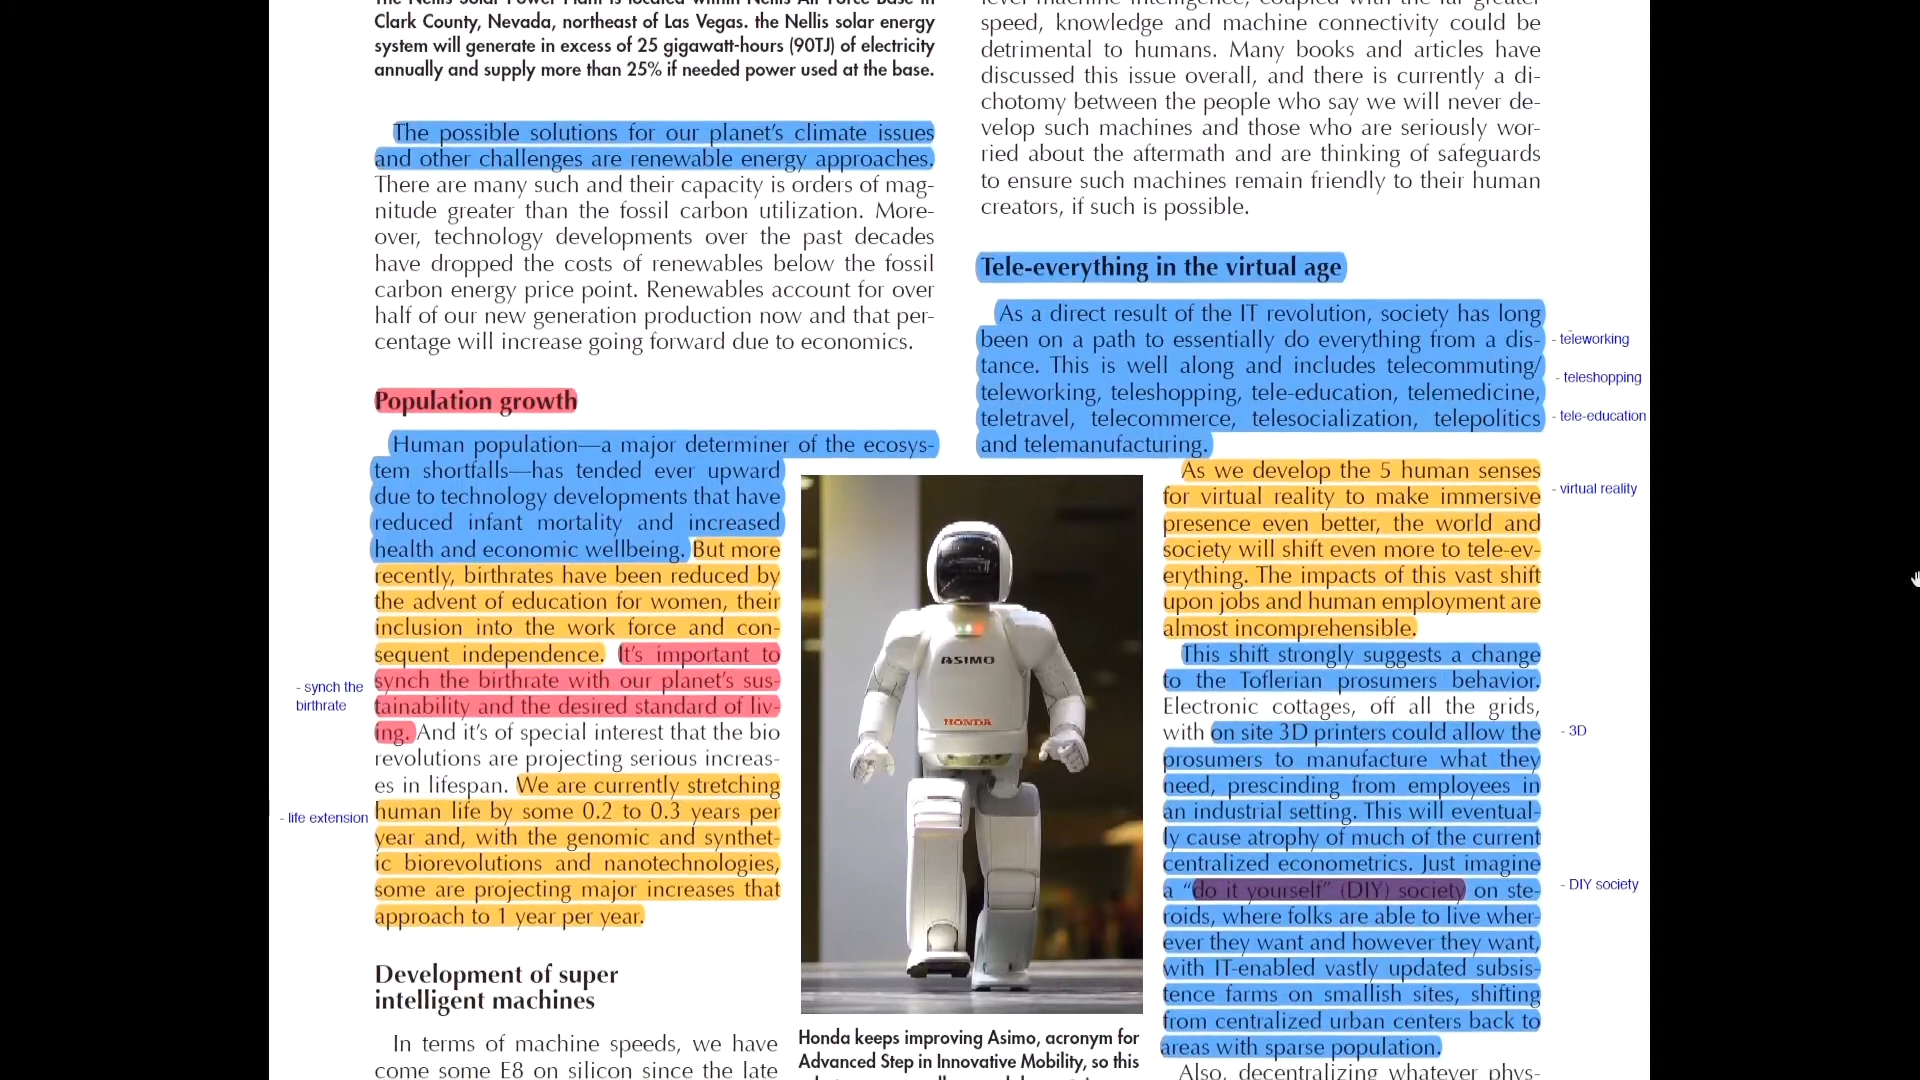 The Nellis Solar Power Plant is located within Nellis Air Force Base in
Clark County, Nevada, northeast of Las Vegas. the Nellis solar energy
system will generate in excess of 25 gigawatt-hours (90TJ) of electricity
annually and supply more than 25% if needed power used at the base.
The possible solutions for our planet's climate issues
and other challenges are renewable energy approaches.
There are many such and their capacity is orders of mag-
nitude greater than the fossil carbon utilization. More-
over, technology developments over the past decades
have dropped the costs of renewables below the fossil
carbon energy price point. Renewables account for over
half of our new generation production now and that per-
centage will increase going forward due to economics.
Population growth
Human population—a major determiner of the ecosys-
tem shortfalls—has tended ever upward
due to technology developments that have
reduced infant mortality and increased
health and economic wellbeing. But more
recently, birthrates have been reduced by
the advent of education for women, their
inclusion into the work force and con-
sequent independence. It's important to
synch the birthrate with our planet's sus-
tainability and the desired standard of liv-
ing. And it's of special interest that the bio
revolutions are projecting serious increas-
es in lifespan. We are currently stretching
human life by some 0.2 to 0.3 years per
year and, with the genomic and synthet-
ic biorevolutions and nanotechnologies,
some are projecting major increases that
approach to 1 year per year.
- synch the
birthrate
- life extension
Development of super
intelligent machines
In terms of machine speeds, we have
come some E8 on silicon since the late
ASIMO
HONDA
Honda keeps improving Asimo, acronym for
Advanced Step in Innovative Mobility, so this
level machine intelligence, coupled with the far greater
speed, knowledge and machine connectivity could be
detrimental to humans. Many books and articles have
discussed this issue overall, and there is currently a di-
chotomy between the people who say we will never de-
velop such machines and those who are seriously wor-
ried about the aftermath and are thinking of safeguards
to ensure such machines remain friendly to their human
creators, if such is possible.
Tele-everything in the virtual age
As a direct result of the IT revolution, society has long
been on a path to essentially do everything from a dis-
tance. This is well along and includes telecommuting/
teleworking, teleshopping, tele-education, telemedicine,
teletravel, telecommerce, telesocialization, telepolitics
and telemanufacturing.
As we develop the 5 human senses
for virtual reality to make immersive
presence even better, the world and
society will shift even more to tele-ev-
erything. The impacts of this vast shift
upon jobs and human employment are
almost incomprehensible.
This shift strongly suggests a change
to the Toflerian prosumers behavior.
Electronic cottages, off all the grids,
with on site 3D printers could allow the
prosumers to manufacture what they
need, prescinding from employees in
an industrial setting. This will eventual-
ly cause atrophy of much of the current
centralized econometrics. Just imagine
a “do it yourself” (DIY) society on ste-
roids, where folks are able to live wher-
ever they want and however they want,
with IT-enabled vastly updated subsis-
tence farms on smallish sites, shifting
from centralized urban centers back to
areas with sparse population.
Also, decentralizing whatever phys-
- teleworking
- teleshopping
- tele-education
- virtual reality
- 3D
- DIY society